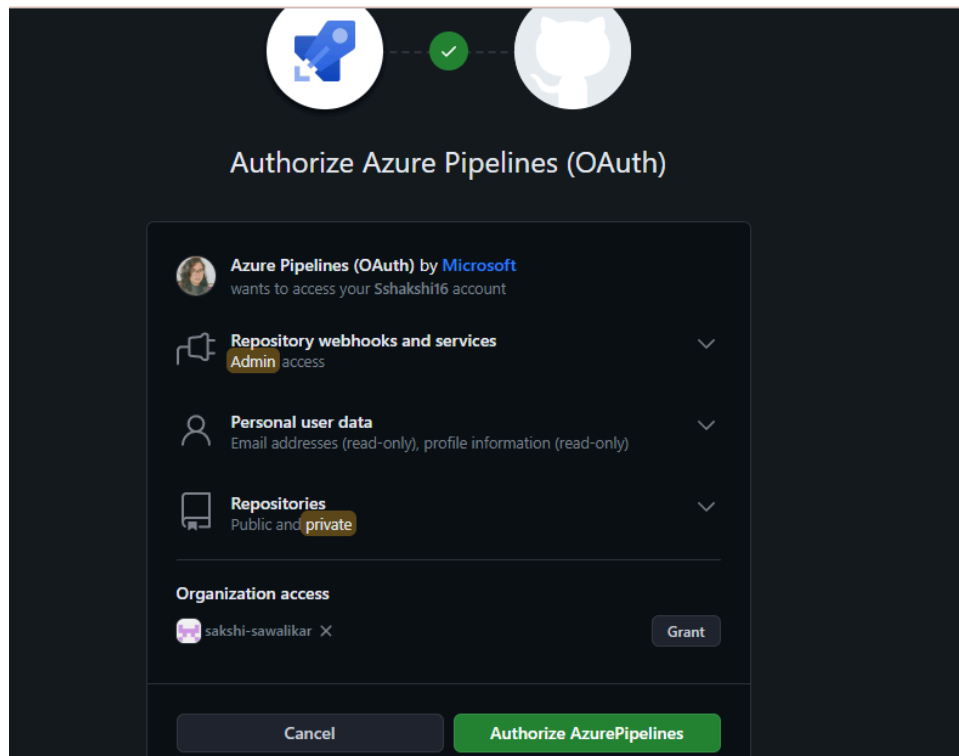 Authorize Azure Pipelines (OAuth)
Azure Pipelines (OAuth) by Microsoft
wants to access your Sshakshi16 account
Repository webhooks and services
Admin access
Personal user data
Email addresses (read-only), profile information (read-only)
Repositories
Public and private
Organization access
sakshi-sawalikar
Grant
Cancel
Authorize AzurePipelines